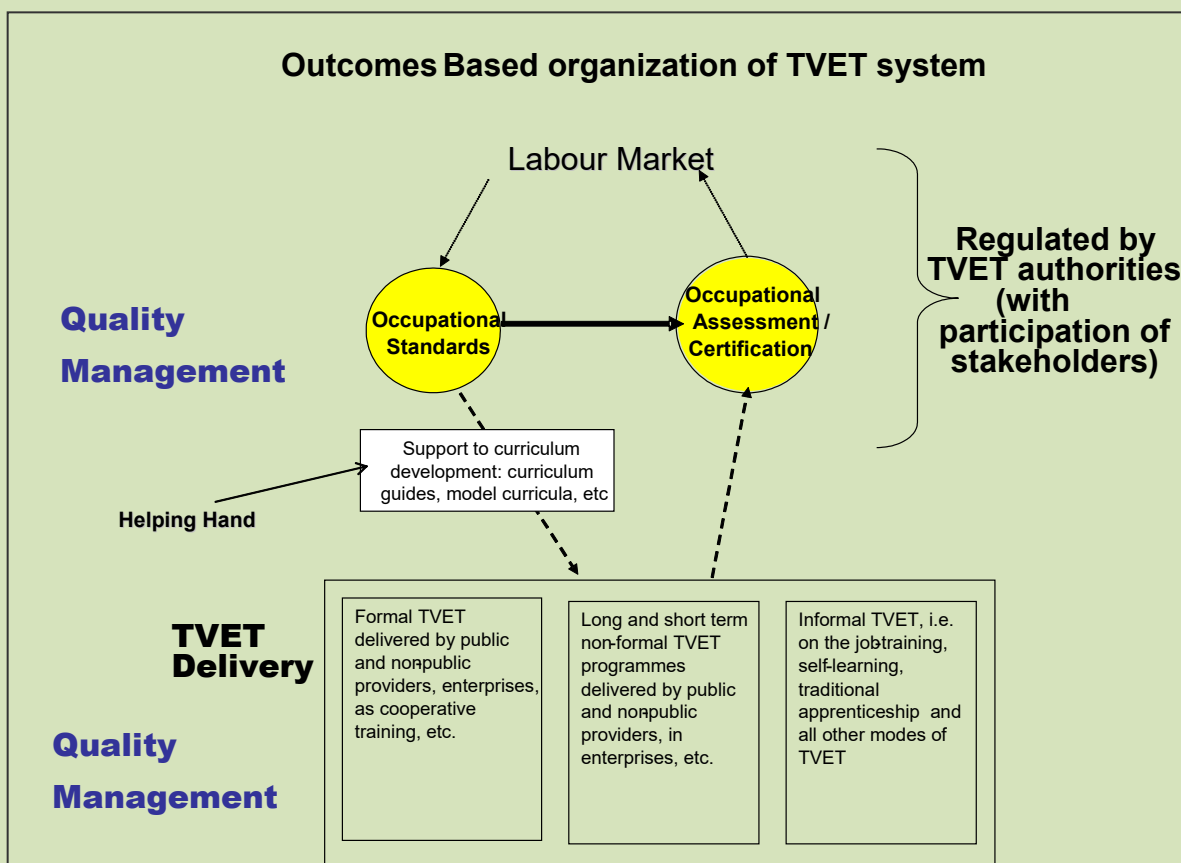 Outcomes Based organization of TVET system
Labour Market
Regulated by
TVET authorities
(with
participation of
stakeholders)
Quality
Management
Occupational
Standards
Occupational
Assessment /
Certification
Support to curriculum
development: curriculum
guides, model curricula, etc
Helping Hand
TVET
Delivery
Formal TVET
delivered by public
and nonpublic
providers, enterprises,
as cooperative
training, etc.
Long and short term
non-formal TVET
programmes
delivered by public
and nonpublic
providers, in
enterprises, etc.
Informal TVET, i.e.
on the job-training,
self-learning,
traditional
apprenticeship and
all other modes of
TVET
Quality
Management